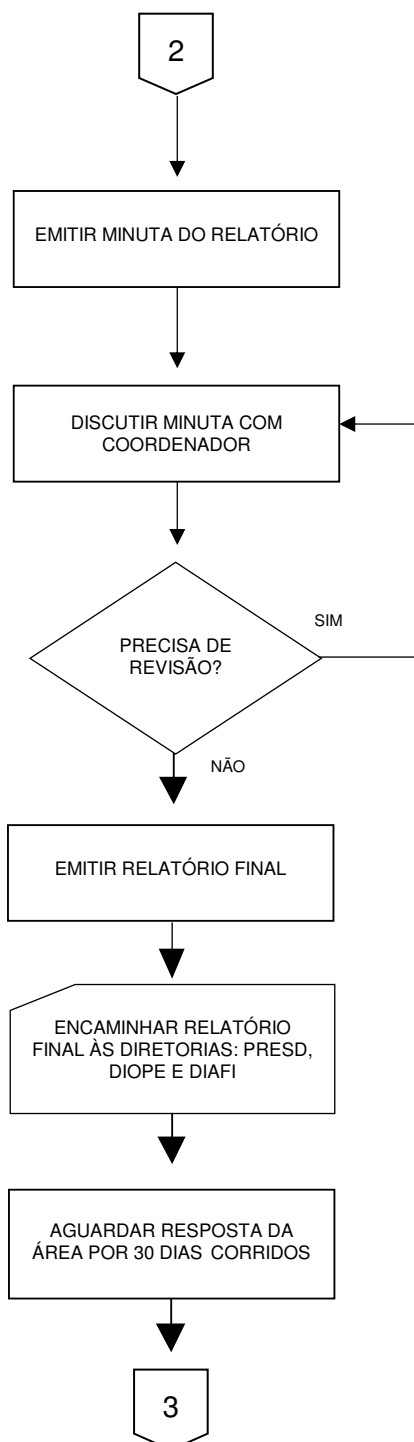 2
EMITIR MINUTA DO RELATÓRIO
DISCUTIR MINUTA COM
COORDENADOR
SIM
PRECISA DE
REVISÃO?
NÃO
EMITIR RELATÓRIO FINAL
ENCAMINHAR RELATÓRIO
FINAL ÀS DIRETORIAS: PRESD,
DIOPE E DIAFI
AGUARDAR RESPOSTA DA
ÁREA POR 30 DIAS CORRIDOS
3